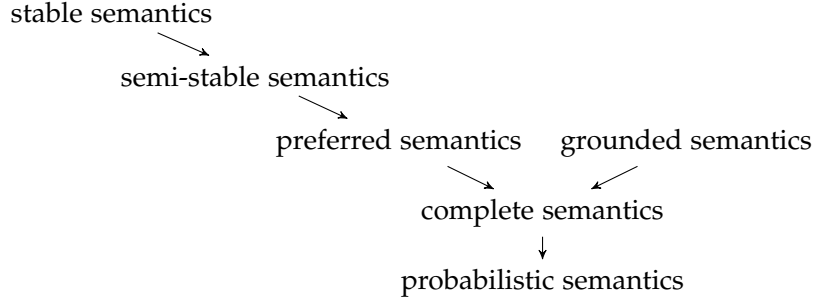 stable semantics
semi-stable semantics
preferred semantics grounded semantics
complete semantics
probabilistic semantics